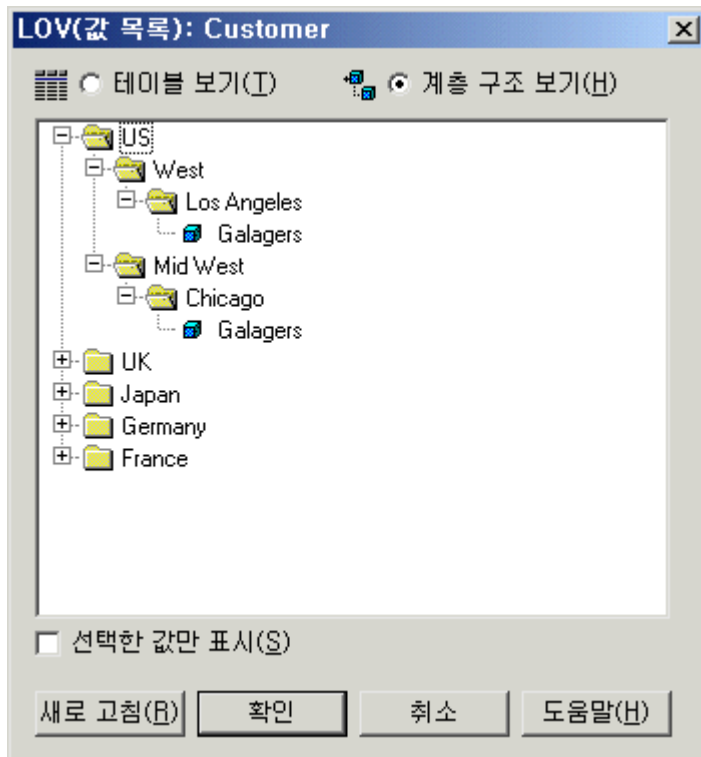 LOV(값 목록): Customer
테이블 보기(T) 계층 구조 보기(H)
US
West
Los Angeles
Galagers
Mid West
Chicago
Galagers
UK
Japan
Germany
France
선택한 값만 표시(S)
새로 고침(R) 확인 취소 도움말(H)